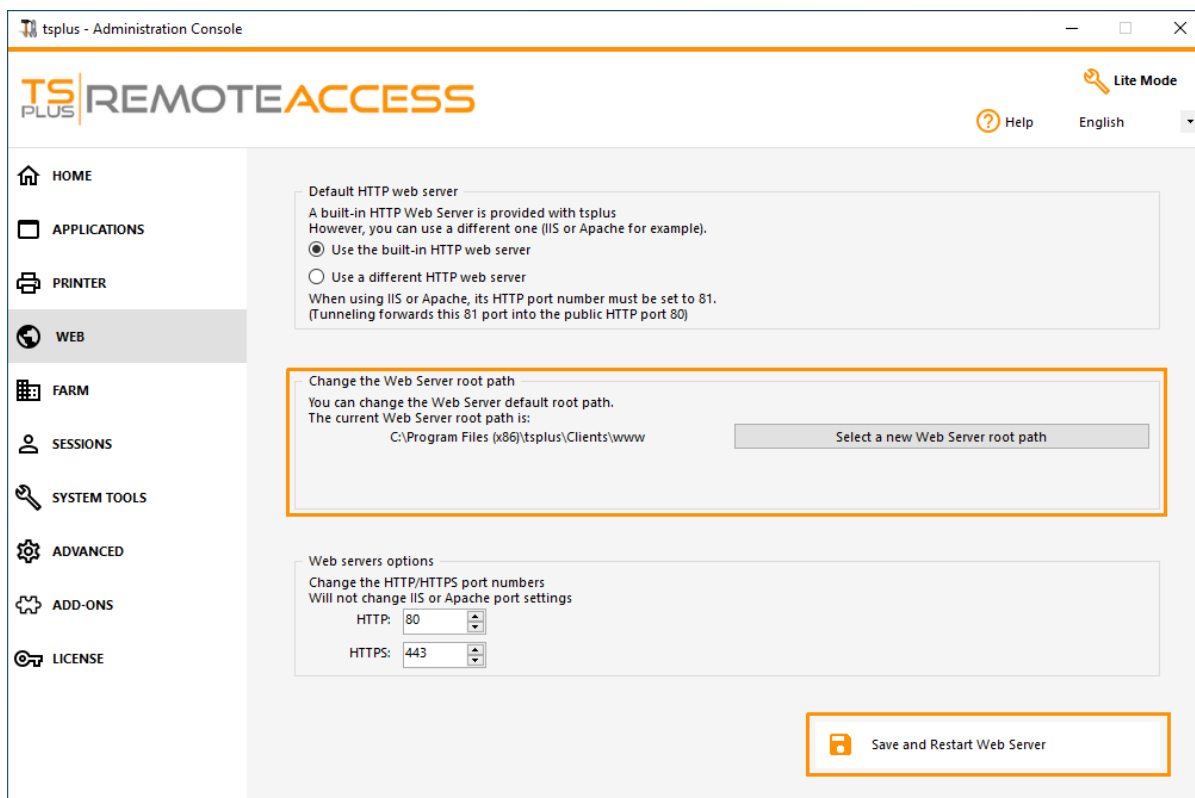 tsplus - Administration Console
TS PLUS REMOTEACCESS
Lite Mode
Help
English
HOME
APPLICATIONS
PRINTER
WEB
FARM
SESSIONS
SYSTEM TOOLS
ADVANCED
ADD-ONS
LICENSE
Default HTTP web server
A built-in HTTP Web Server is provided with tsplus
However, you can use a different one (IIS or Apache for example).
Use the built-in HTTP web server
Use a different HTTP web server
When using IIS or Apache, its HTTP port number must be set to 81.
(Tunneling forwards this 81 port into the public HTTP port 80)
Change the Web Server root path
You can change the Web Server default root path.
The current Web Server root path is:
C:\Program Files (x86)\tsplus\Clients\www
Select a new Web Server root path
Web servers options
Change the HTTP/HTTPS port numbers
Will not change IIS or Apache port settings
HTTP: 80
HTTPS: 443
Save and Restart Web Server